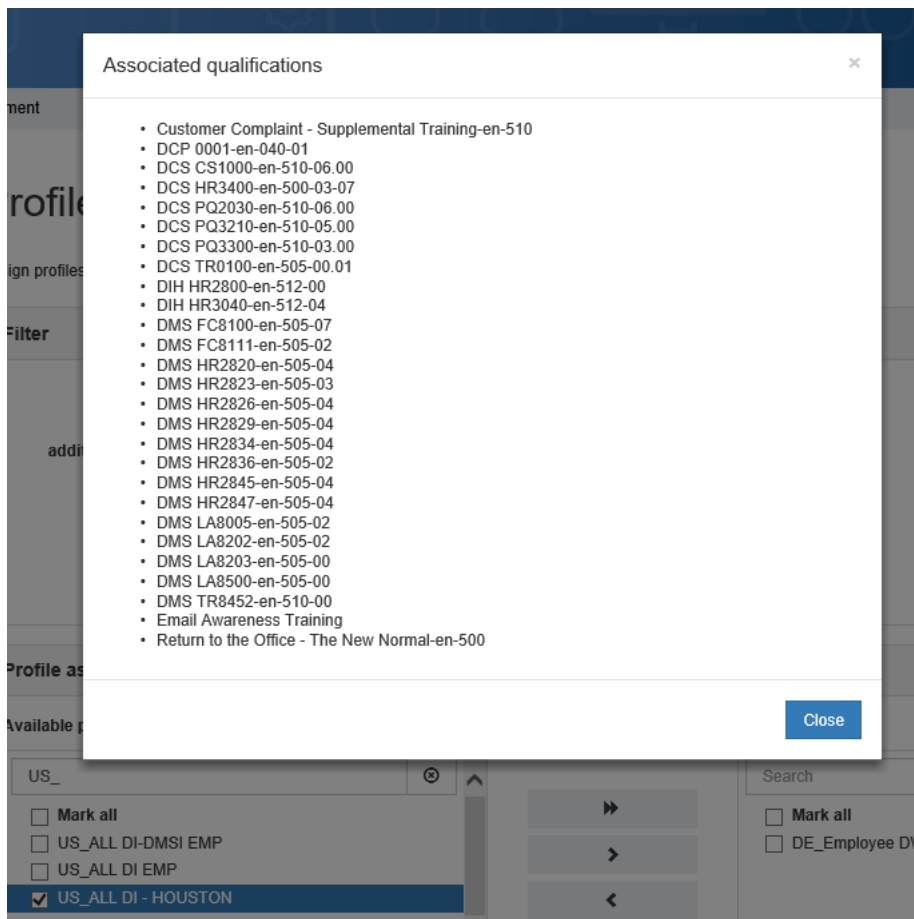 Associated qualifications
×
ment
• Customer Complaint - Supplemental Training-en-510
• DCP 0001-en-040-01
• DCS CS1000-en-510-06.00
• DCS HR3400-en-500-03-07
• DCS PQ2030-en-510-06.00
• DCS PQ3210-en-510-05.00
• DCS PQ3300-en-510-03.00
• DCS TR0100-en-505-00.01
• DIH HR2800-en-512-00
• DIH HR3040-en-512-04
• DMS FC8100-en-505-07
• DMS FC8111-en-505-02
• DMS HR2820-en-505-04
• DMS HR2823-en-505-03
• DMS HR2826-en-505-04
• DMS HR2829-en-505-04
• DMS HR2834-en-505-04
• DMS HR2836-en-505-02
• DMS HR2845-en-505-04
• DMS HR2847-en-505-04
• DMS LA8005-en-505-02
• DMS LA8202-en-505-02
• DMS LA8203-en-505-00
• DMS LA8500-en-505-00
• DMS TR8452-en-510-00
• Email Awareness Training
• Return to the Office - The New Normal-en-500
rofile
ign profiles
Filter
addit
Profile as
Available p
Close
US_
Mark all
US_ALL DI-DMSI EMP
US_ALL DI EMP
US_ALL DI - HOUSTON
Search
Mark all
DE_Employee DW